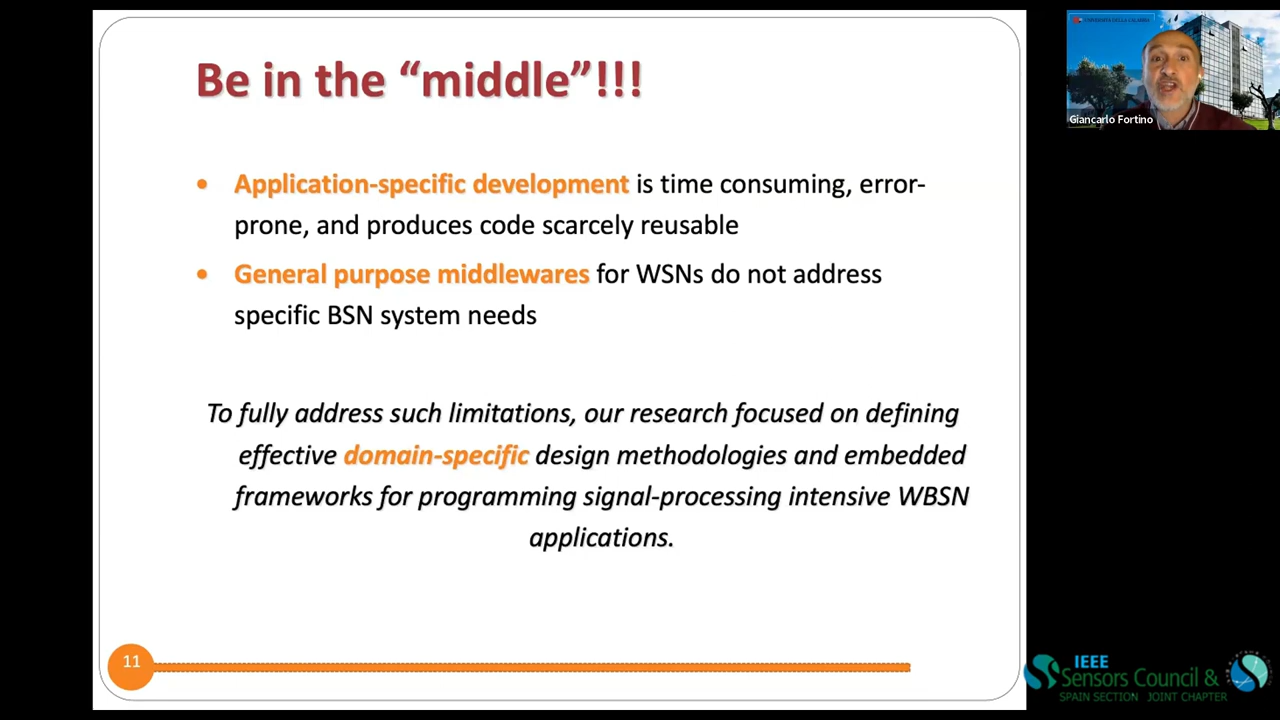 Be in the “middle”!!!
• Application-specific development is time consuming, error-
prone, and produces code scarcely reusable
• General purpose middlewares for WSNs do not address
specific BSN system needs
To fully address such limitations, our research focused on defining
effective domain-specific design methodologies and embedded
frameworks for programming signal-processing intensive WBSN
applications.
11
UNIVERSITÀ DELLA CALABRIA
Giancarlo Fortino
IEEE
Sensors Council &
SPAIN SECTION JOINT CHAPTER